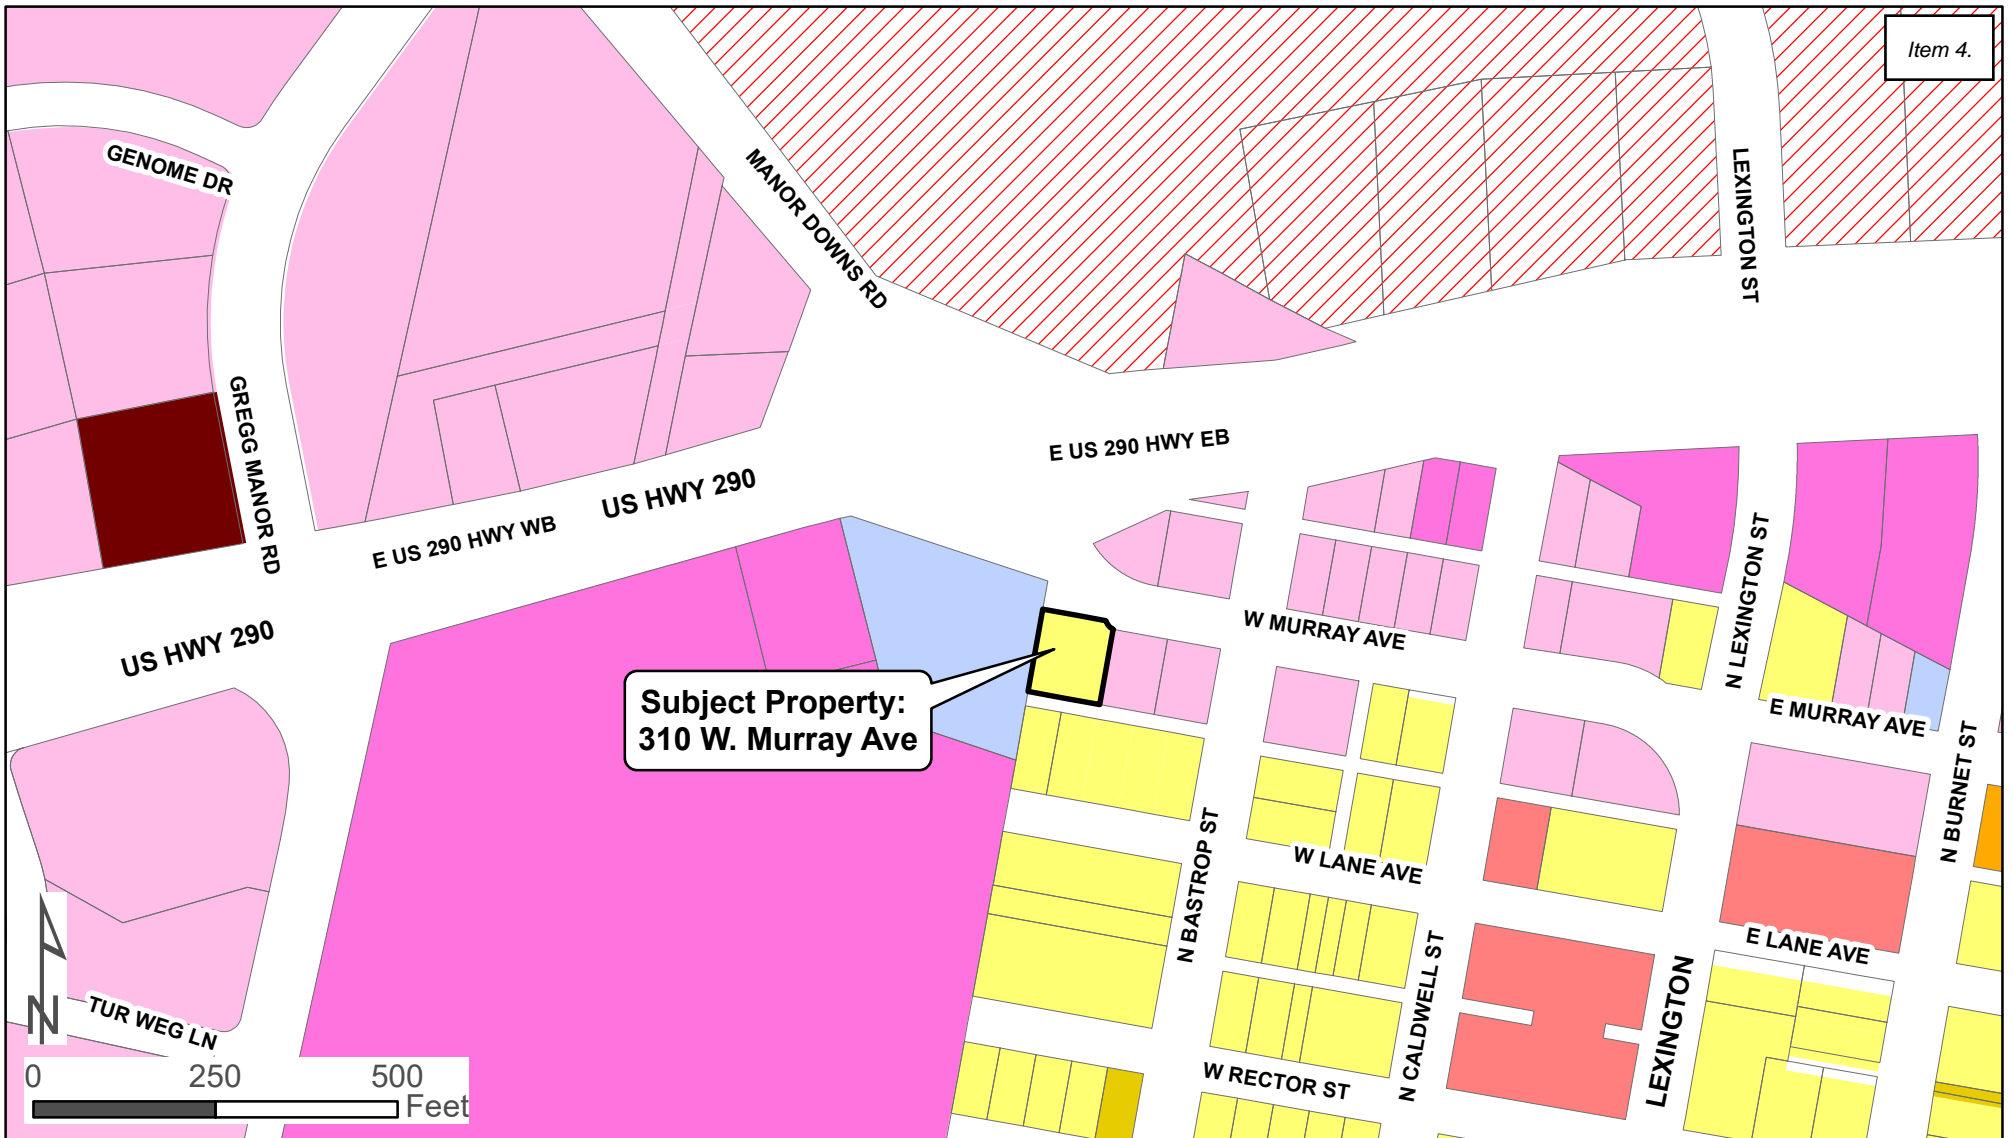 Item 4.
GENOME DR
MANOR DOWNS RD
LEXINGTON ST
GREGG MANOR RD
E US 290 HWY EB
US HWY 290
E US 290 HWY WB
US HWY 290
W MURRAY AVE
N LEXINGTON ST
Subject Property:
310 W. Murray Ave
E MURRAY AVE
N BURNET ST
N BASTROP ST
W LANE AVE
E LANE AVE
N CALDWELL ST
LEXINGTON
W RECTOR ST
N
TUR WEG LN
0 250 500
Feet